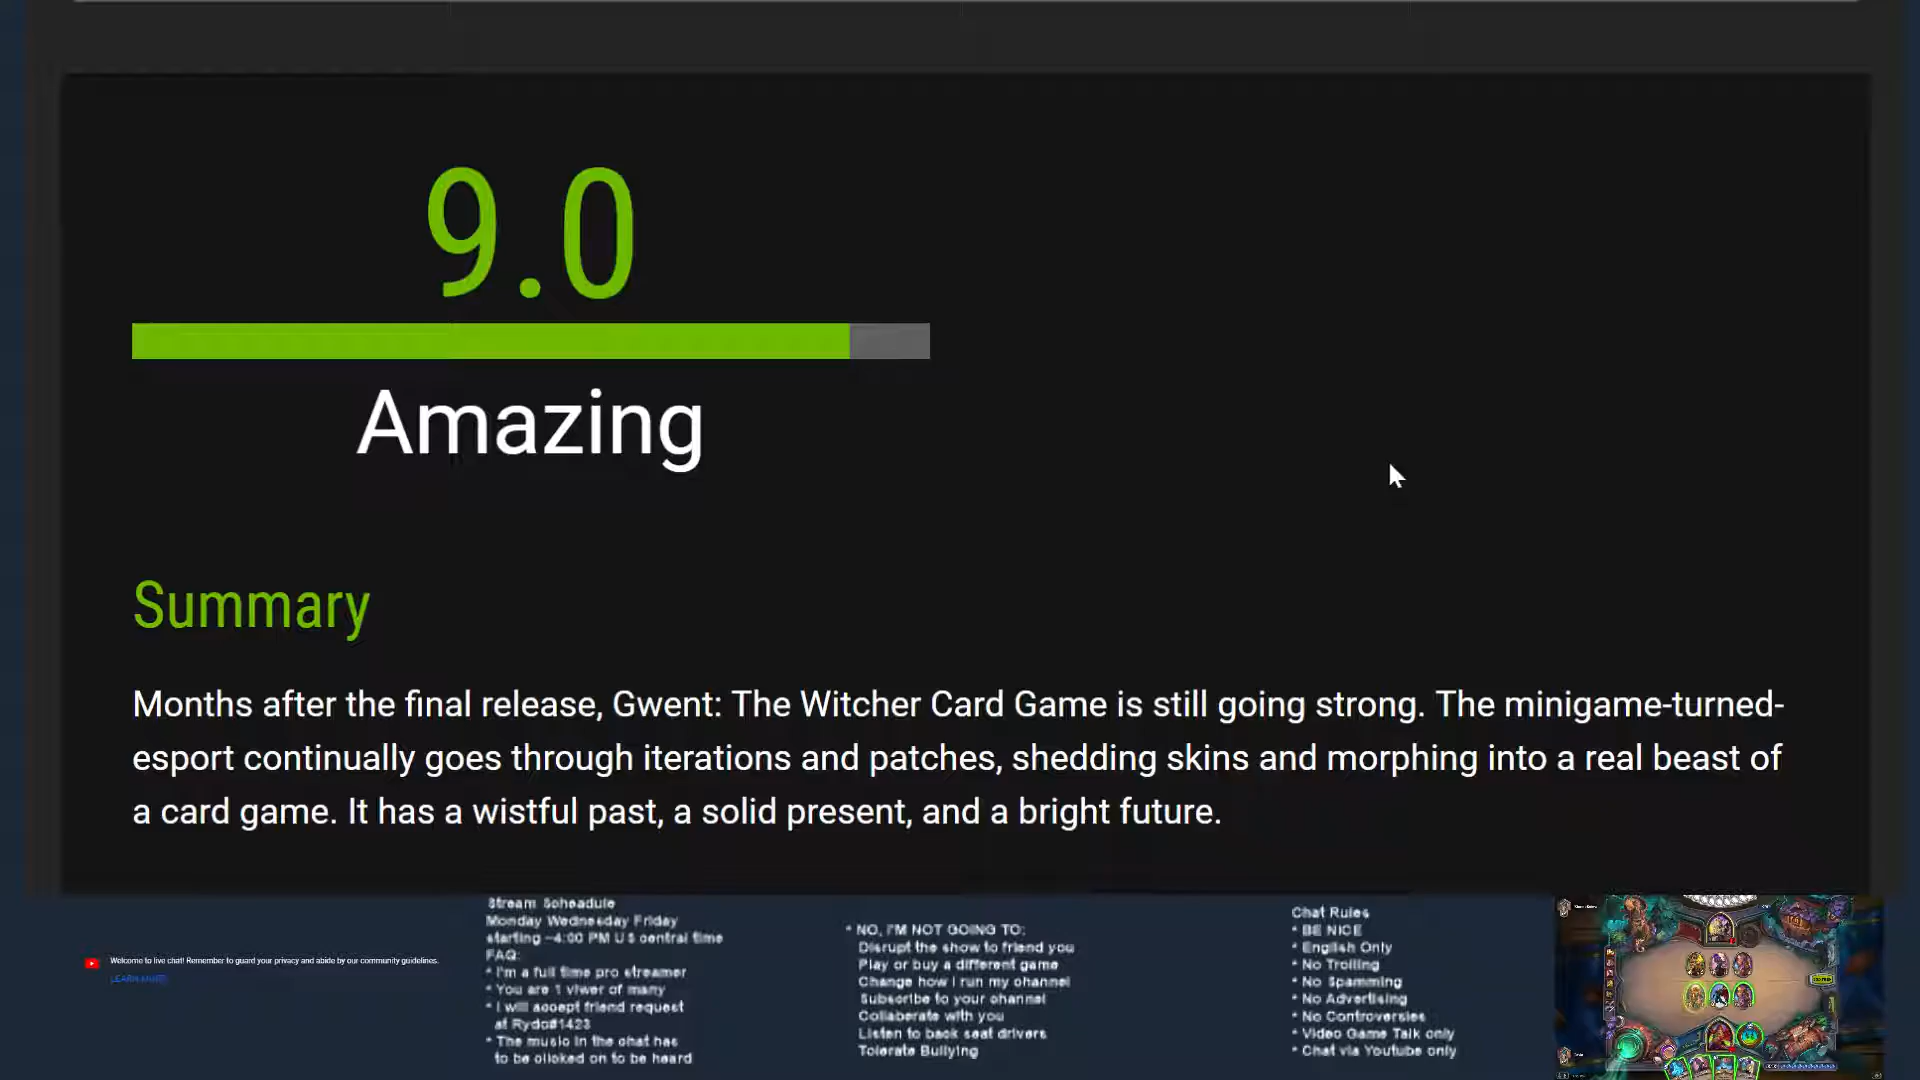 9.0
Amazing
Summary
Months after the final release, Gwent: The Witcher Card Game is still going strong. The minigame-turned-
esport continually goes through iterations and patches, shedding skins and morphing into a real beast of
a card game. It has a wistful past, a solid present, and a bright future.
Welcome to live chat! Remember to guard your privacy and abide by our community guidelines.
LEARN MORE
Stream Scheadule
Monday Wednesday Friday
starting ~4:00 PM US central time
FAQ:
* I'm a full time pro streamer
* You are 1 viwer of many
* I will accept friend request
at Rydo#1423
* The music in the chat has
to be clicked on to be heard
* NO, I'M NOT GOING TO:
Disrupt the show to friend you
Play or buy a different game
Change how I run my channel
Subscribe to your channel
Collaberate with you
Listen to back seat drivers
Tolerate Bullying
Chat Rules
* BE NICE
* English Only
* No Trolling
* No Spamming
* No Advertising
* No Controversies
* Video Game Talk only
* Chat via Youtube only